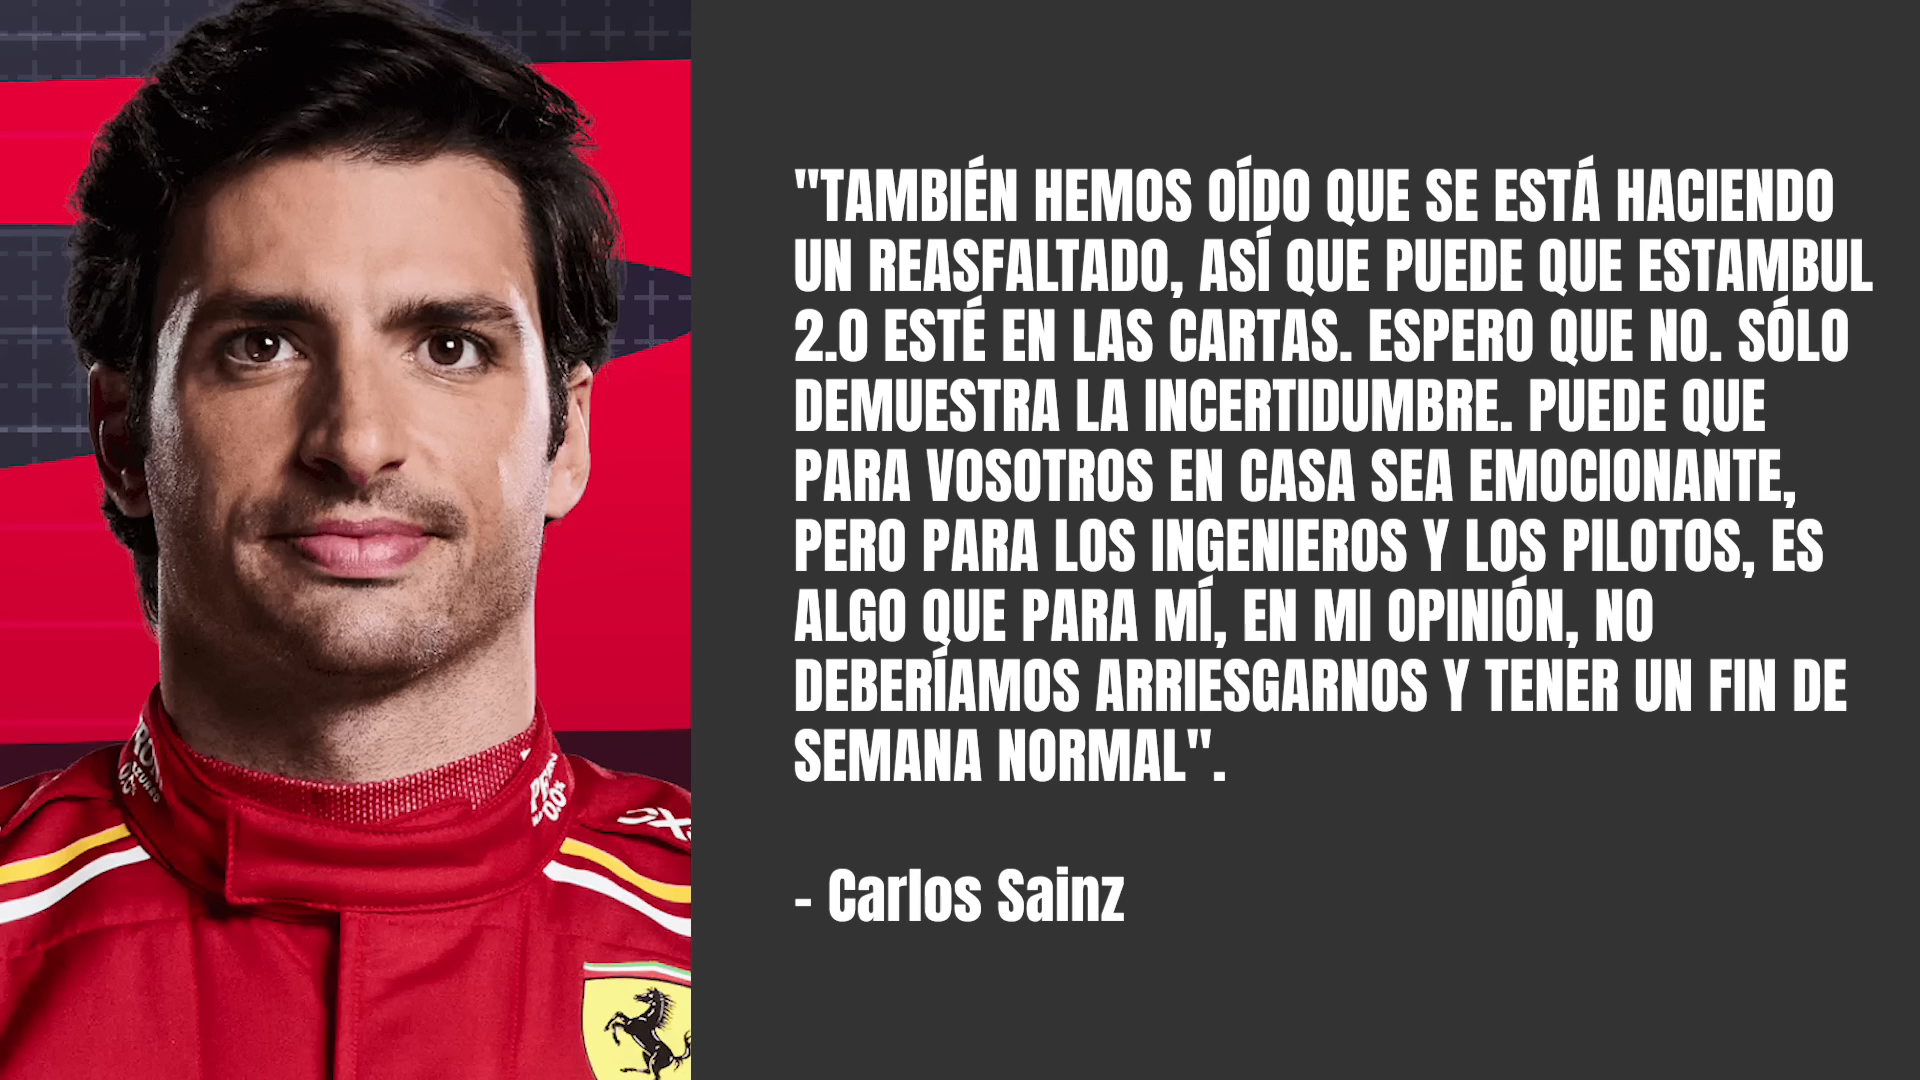 "TAMBIÉN HEMOS OÍDO QUE SE ESTÁ HACIENDO
UN REASFALTADO, ASÍ QUE PUEDE QUE ESTAMBUL
2.0 ESTÉ EN LAS CARTAS. ESPERO QUE NO. SÓLO
DEMUESTRA LA INCERTIDUMBRE. PUEDE QUE
PARA VOSOTROS EN CASA SEA EMOCIONANTE,
PERO PARA LOS INGENIEROS Y LOS PILOTOS, ES
ALGO QUE PARA MÍ, EN MI OPINIÓN, NO
DEBERÍAMOS ARRIESGARNOS Y TENER UN FIN DE
SEMANA NORMAL".
- Carlos Sainz